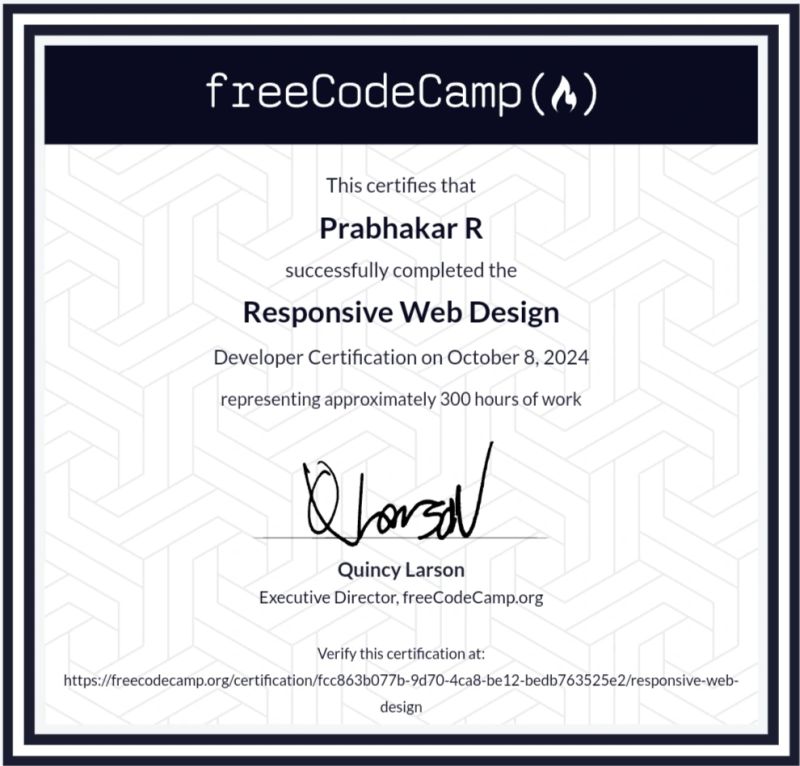 freeCodeCamp(🔥)
This certifies that
Prabhakar R
successfully completed the
Responsive Web Design
Developer Certification on October 8, 2024
representing approximately 300 hours of work
QLarson
Quincy Larson
Executive Director, freeCodeCamp.org
Verify this certification at:
https://freecodecamp.org/certification/fcc863b077b-9d70-4ca8-be12-bedb763525e2/responsive-web-
design